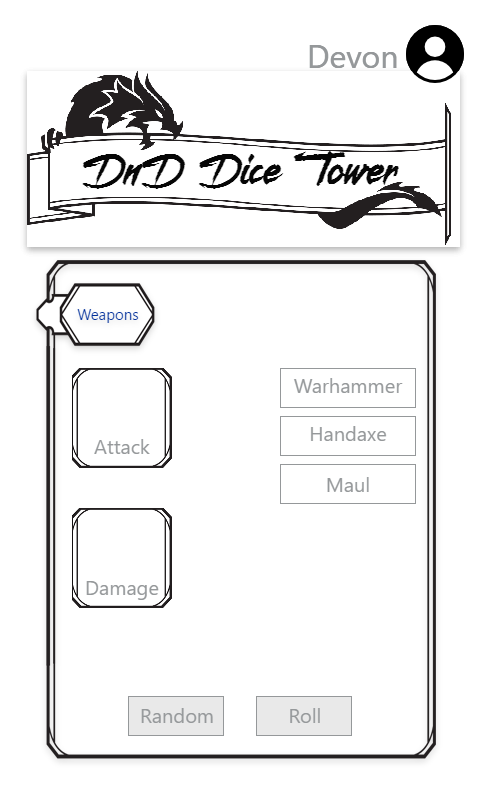 Devon
DnD Dice Tower
Weapons
Attack
Warhammer
Handaxe
Maul
Damage
Random
Roll